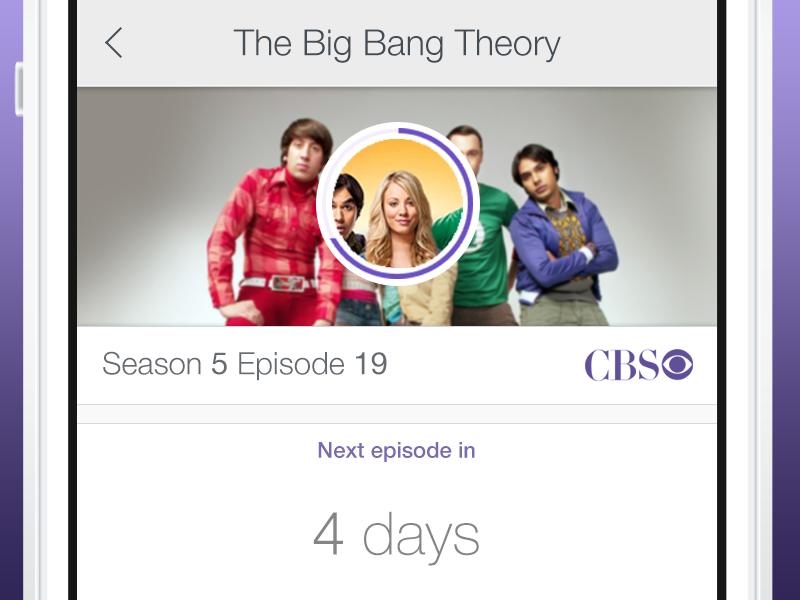 The Big Bang Theory
Season 5 Episode 19
CBS
Next episode in
4 days